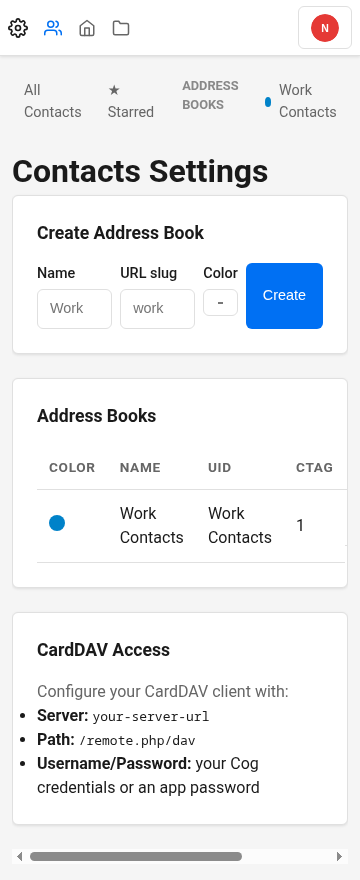 N
All
Contacts
★
Starred
ADDRESS
BOOKS
Work
Contacts
Contacts Settings
Create Address Book
Name URL slug Color
Work work - Create
Address Books
COLOR NAME UID CTAG
Work
Contacts
Work
Contacts
1
CardDAV Access
Configure your CardDAV client with:
• Server: your-server-url
• Path: /remote.php/dav
• Username/Password: your Cog
credentials or an app password